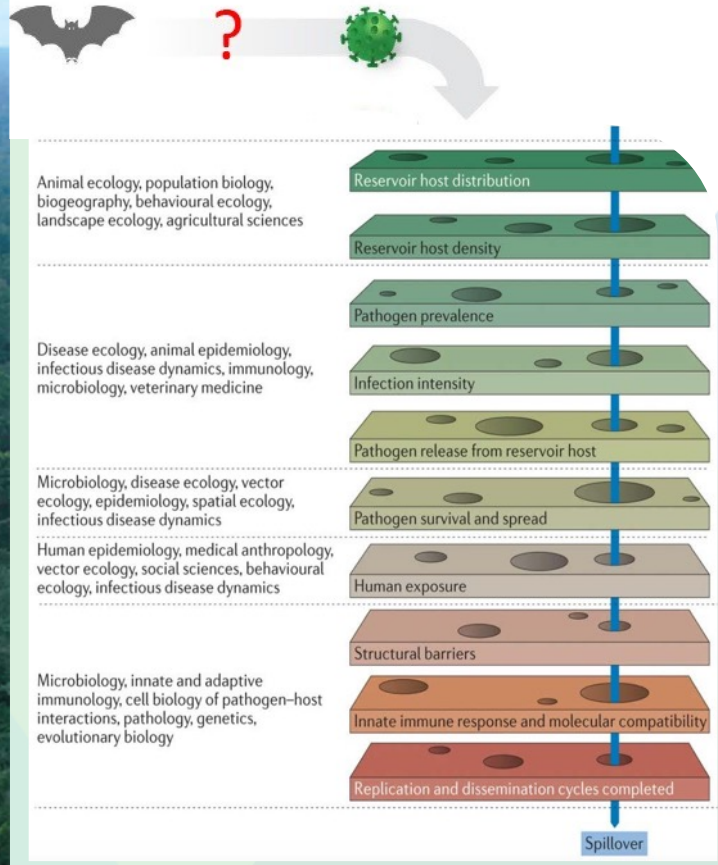 ?
Animal ecology, population biology,
biogeography, behavioural ecology,
landscape ecology, agricultural sciences
Reservoir host distribution
Reservoir host density
Disease ecology, animal epidemiology,
infectious disease dynamics, immunology,
microbiology, veterinary medicine
Pathogen prevalence
Infection intensity
Pathogen release from reservoir host
Microbiology, disease ecology, vector
ecology, epidemiology, spatial ecology,
infectious disease dynamics
Pathogen survival and spread
Human epidemiology, medical anthropology,
vector ecology, social sciences, behavioural
ecology, infectious disease dynamics
Human exposure
Microbiology, innate and adaptive
immunology, cell biology of pathogen–host
interactions, pathology, genetics,
evolutionary biology
Structural barriers
Innate immune response and molecular compatibility
Replication and dissemination cycles completed
Spillover